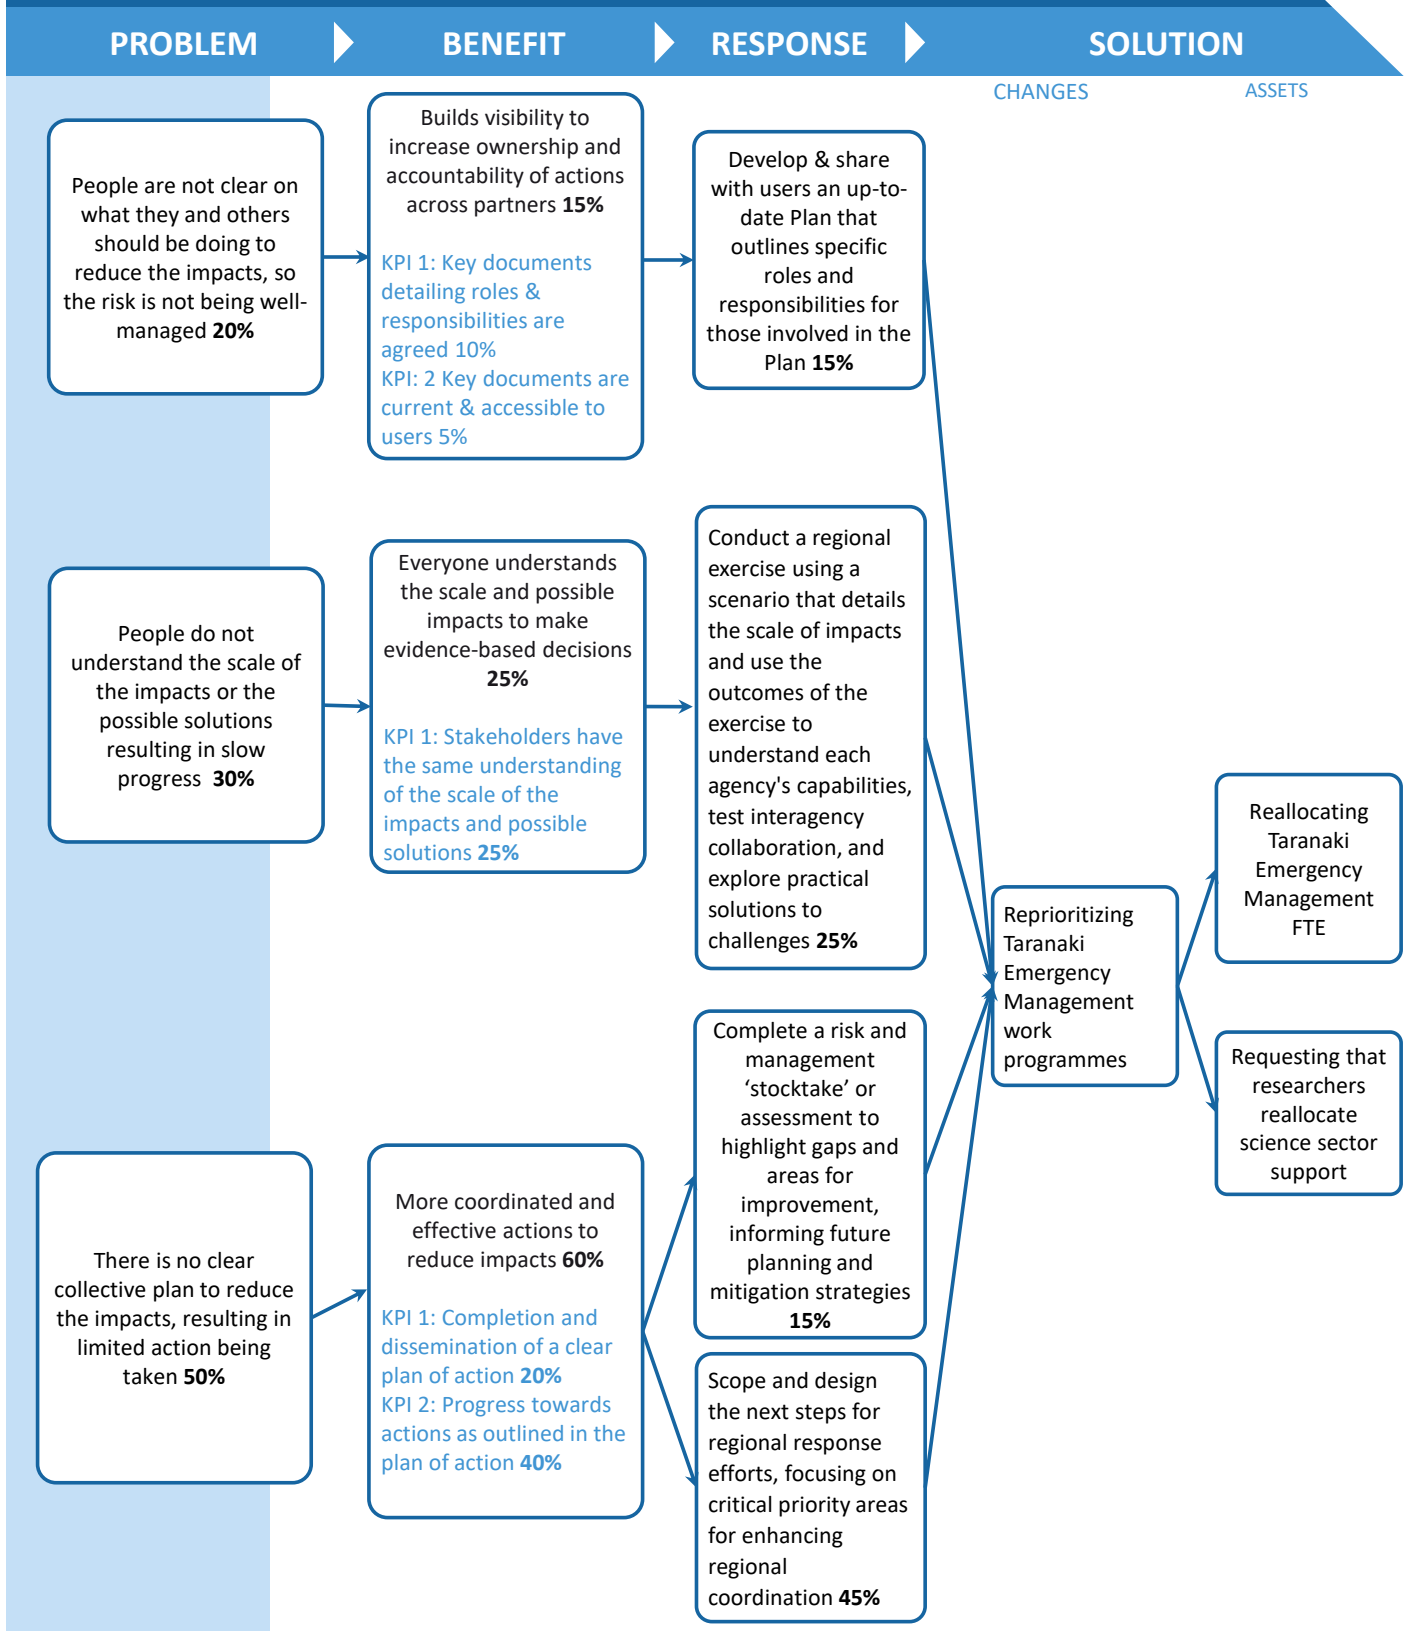 PROBLEM
BENEFIT
RESPONSE
SOLUTION
CHANGES
ASSETS
People are not clear on
what they and others
should be doing to
reduce the impacts, so
the risk is not being well-
managed 20%
Builds visibility to
increase ownership and
accountability of actions
across partners 15%
KPI 1: Key documents
detailing roles &
responsibilities are
agreed 10%
KPI: 2 Key documents are
current & accessible to
users 5%
Develop & share
with users an up-to-
date Plan that
outlines specific
roles and
responsibilities for
those involved in the
Plan 15%
People do not
understand the scale of
the impacts or the
possible solutions
resulting in slow
progress 30%
Everyone understands
the scale and possible
impacts to make
evidence-based decisions
25%
KPI 1: Stakeholders have
the same understanding
of the scale of the
impacts and possible
solutions 25%
Conduct a regional
exercise using a
scenario that details
the scale of impacts
and use the
outcomes of the
exercise to
understand each
agency's capabilities,
test interagency
collaboration, and
explore practical
solutions to
challenges 25%
There is no clear
collective plan to reduce
the impacts, resulting in
limited action being
taken 50%
More coordinated and
effective actions to
reduce impacts 60%
KPI 1: Completion and
dissemination of a clear
plan of action 20%
KPI 2: Progress towards
actions as outlined in the
plan of action 40%
Complete a risk and
management
‘stocktake’ or
assessment to
highlight gaps and
areas for
improvement,
informing future
planning and
mitigation strategies
15%
Scope and design
the next steps for
regional response
efforts, focusing on
critical priority areas
for enhancing
regional
coordination 45%
Reprioritizing
Taranaki
Emergency
Management
work
programmes
Reallocating
Taranaki
Emergency
Management
FTE
Requesting that
researchers
reallocate
science sector
support